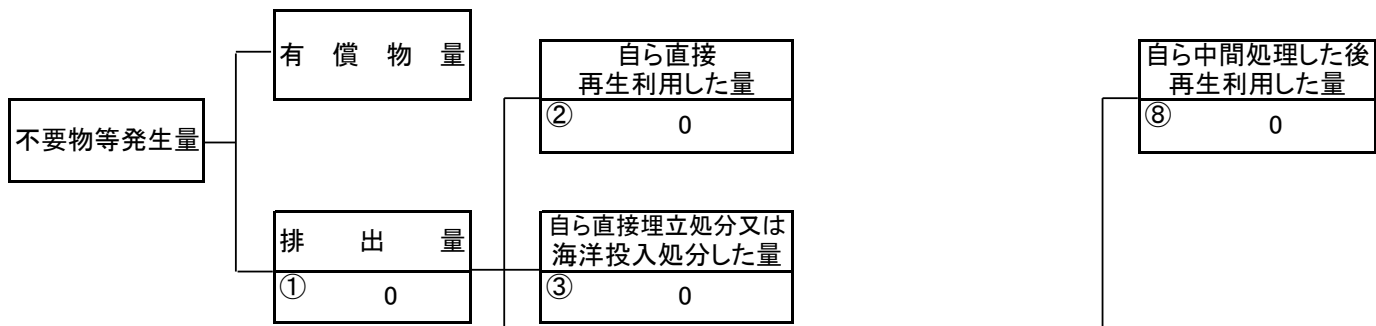 不要物等発生量
有償物量
排出量
① 0
自ら直接
再生利用した量
② 0
自ら直接埋立処分又は
海洋投入処分した量
③ 0
自ら中間処理した後
再生利用した量
⑧ 0